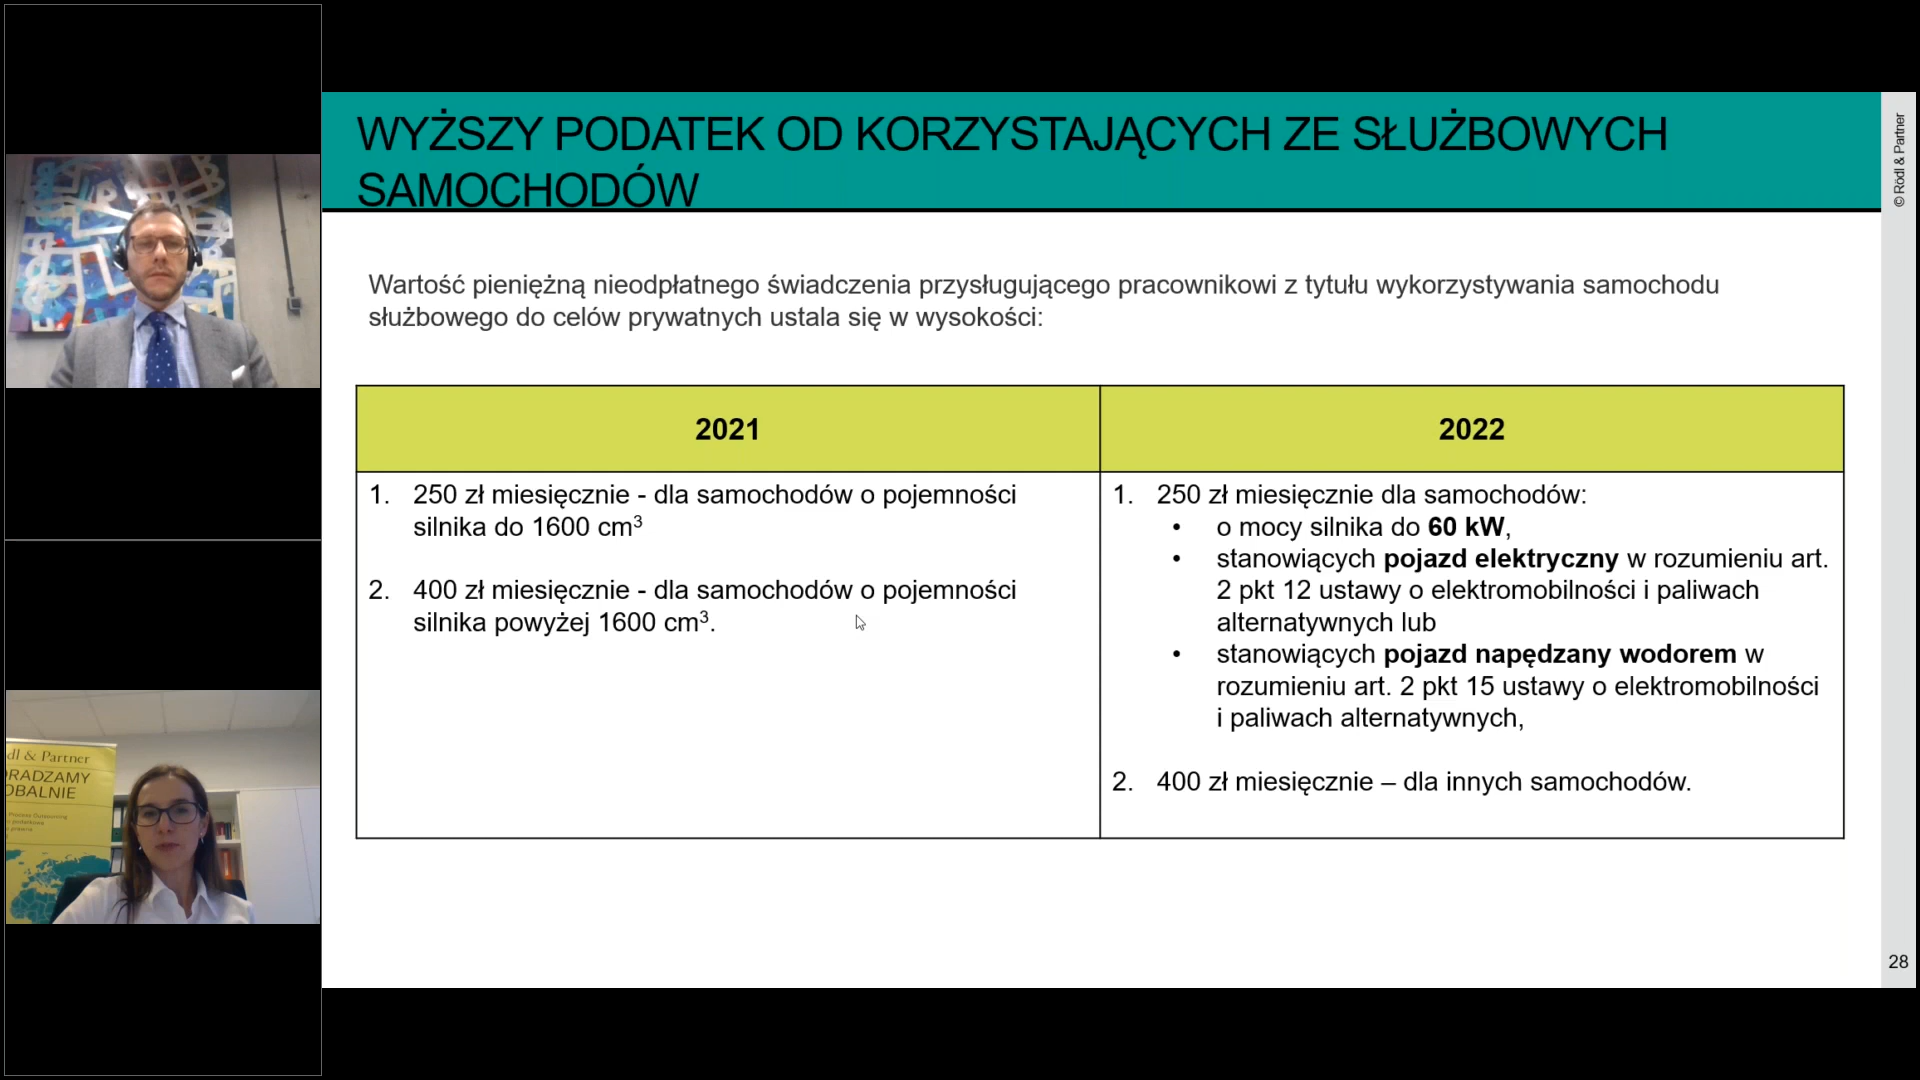 WYŻSZY PODATEK OD KORZYSTAJĄCYCH ZE SŁUŻBOWYCH
SAMOCHODÓW
© Rödl & Partner
Wartość pieniężną nieodpłatnego świadczenia przysługującego pracownikowi z tytułu wykorzystywania samochodu
służbowego do celów prywatnych ustala się w wysokości:
2021
1. 250 zł miesięcznie - dla samochodów o pojemności
silnika do 1600 cm³
2. 400 zł miesięcznie - dla samochodów o pojemności
silnika powyżej 1600 cm³.
2022
1. 250 zł miesięcznie dla samochodów:
• o mocy silnika do 60 kW,
• stanowiących pojazd elektryczny w rozumieniu art.
2 pkt 12 ustawy o elektromobilności i paliwach
alternatywnych lub
• stanowiących pojazd napędzany wodorem w
rozumieniu art. 2 pkt 15 ustawy o elektromobilności
i paliwach alternatywnych,
2. 400 zł miesięcznie – dla innych samochodów.
28
dl & Partner
RADZAMY
OBALNIE